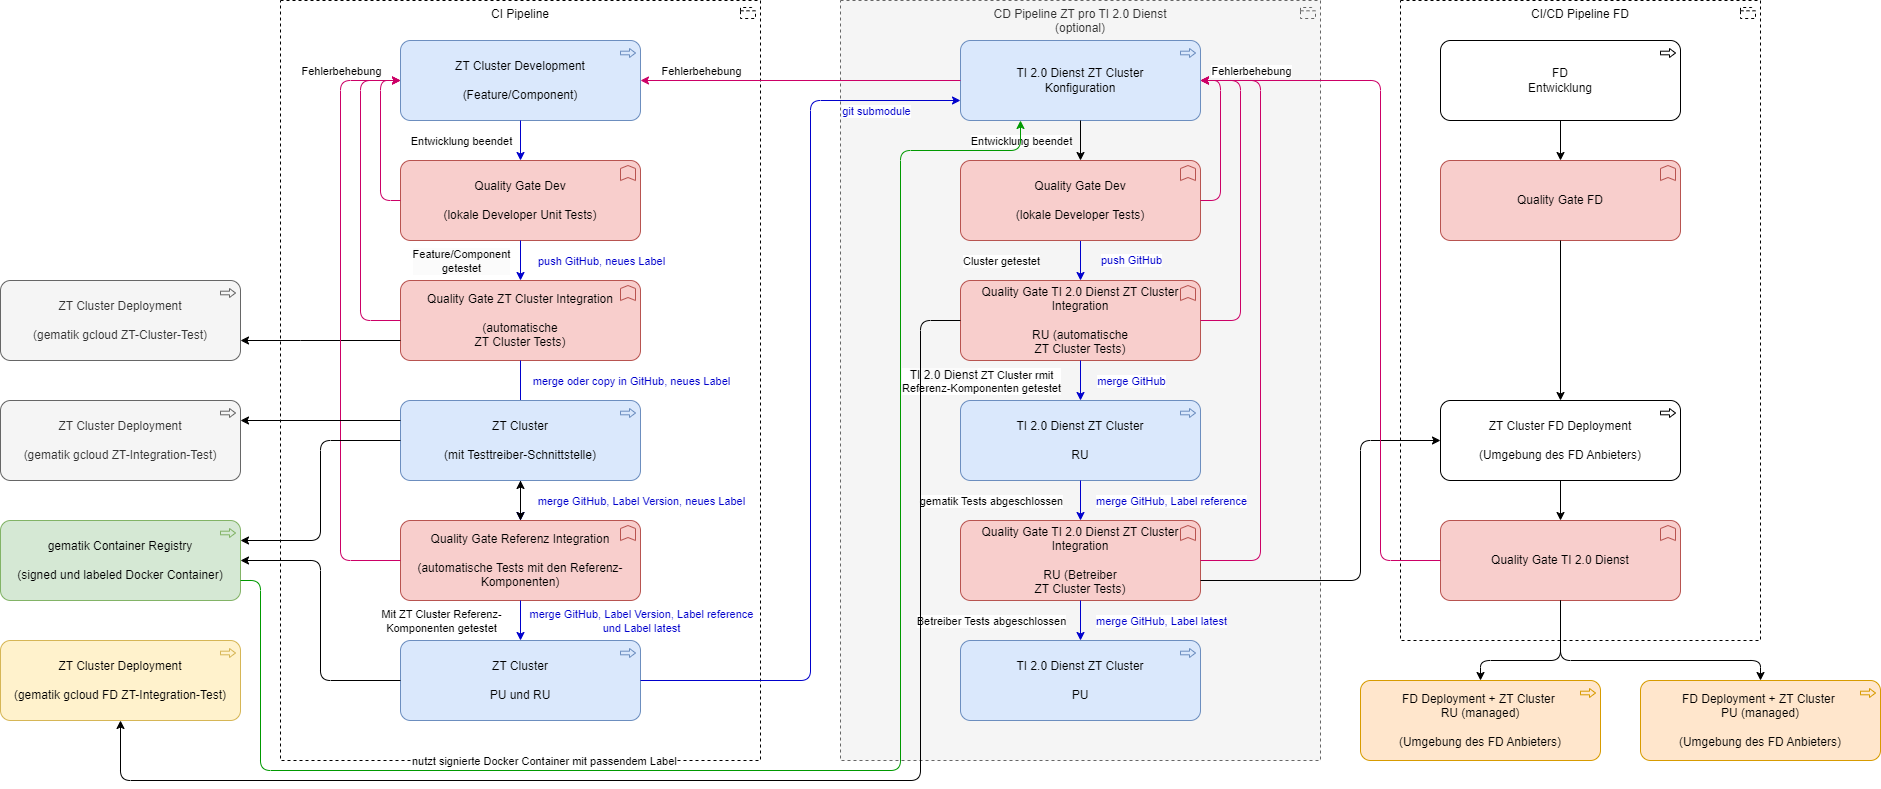 CI Pipeline
Fehlerbehebung
ZT Cluster Development
(Feature/Component)
Entwicklung beendet
Quality Gate Dev
(lokale Developer Unit Tests)
Feature/Component
getestet
push GitHub, neues Label
Quality Gate ZT Cluster Integration
(automatische
ZT Cluster Tests)
merge oder copy in GitHub, neues Label
ZT Cluster
(mit Testtreiber-Schnittstelle)
merge GitHub, Label Version, neues Label
Quality Gate Referenz Integration
(automatische Tests mit den Referenz-
Komponenten)
Mit ZT Cluster Referenz-
Komponenten getestet
merge GitHub, Label Version, Label reference
und Label latest
ZT Cluster
PU und RU
ZT Cluster Deployment
(gematik gcloud ZT-Cluster-Test)
ZT Cluster Deployment
(gematik gcloud ZT-Integration-Test)
gematik Container Registry
(signed und labeled Docker Container)
ZT Cluster Deployment
(gematik gcloud FD ZT-Integration-Test)
nutzt signierte Docker Container mit passendem Label
CD Pipeline ZT pro TI 2.0 Dienst
(optional)
Fehlerbehebung
git submodule
TI 2.0 Dienst ZT Cluster
Konfiguration
Entwicklung beendet
Quality Gate Dev
(lokale Developer Tests)
Cluster getestet
push GitHub
Quality Gate TI 2.0 Dienst ZT Cluster
Integration
RU (automatische
ZT Cluster Tests)
TI 2.0 Dienst ZT Cluster rmit
Referenz-Komponenten getestet
merge GitHub
TI 2.0 Dienst ZT Cluster
RU
gematik Tests abgeschlossen
merge GitHub, Label reference
Quality Gate TI 2.0 Dienst ZT Cluster
Integration
RU (Betreiber
ZT Cluster Tests)
Betreiber Tests abgeschlossen
merge GitHub, Label latest
TI 2.0 Dienst ZT Cluster
PU
CI/CD Pipeline FD
Fehlerbehebung
FD
Entwicklung
Quality Gate FD
ZT Cluster FD Deployment
(Umgebung des FD Anbieters)
Quality Gate TI 2.0 Dienst
FD Deployment + ZT Cluster
RU (managed)
(Umgebung des FD Anbieters)
FD Deployment + ZT Cluster
PU (managed)
(Umgebung des FD Anbieters)